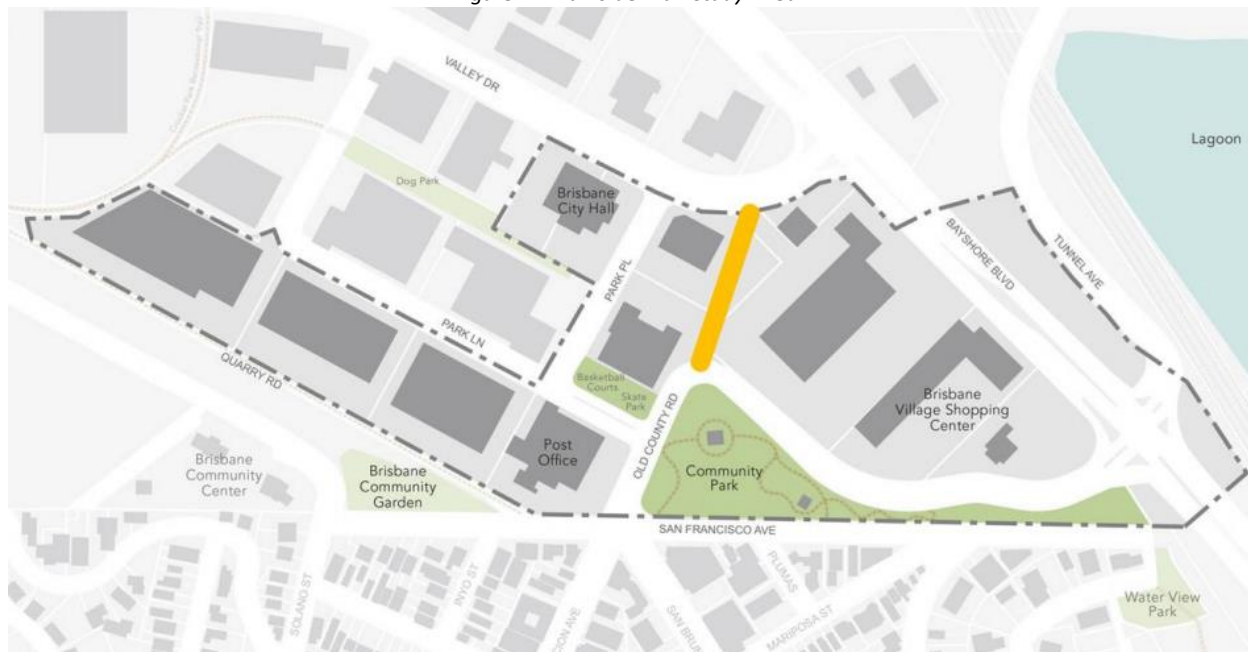 VALLEY DR
Lagoon
Dog Park
Brisbane
City Hall
BAYSHORE BLVD
TUNNEL AVE
PARK PL
PARK LN
QUARRY RD
Basketball
Courts
Skate
Park
OLD COUNTY RD
Brisbane
Village Shopping
Center
Post
Office
Community
Park
Brisbane
Community
Center
Brisbane
Community
Garden
SAN FRANCISCO AVE
SOLANO ST
INYO ST
PLUMAS
MARIPOSA ST
Water View
Park